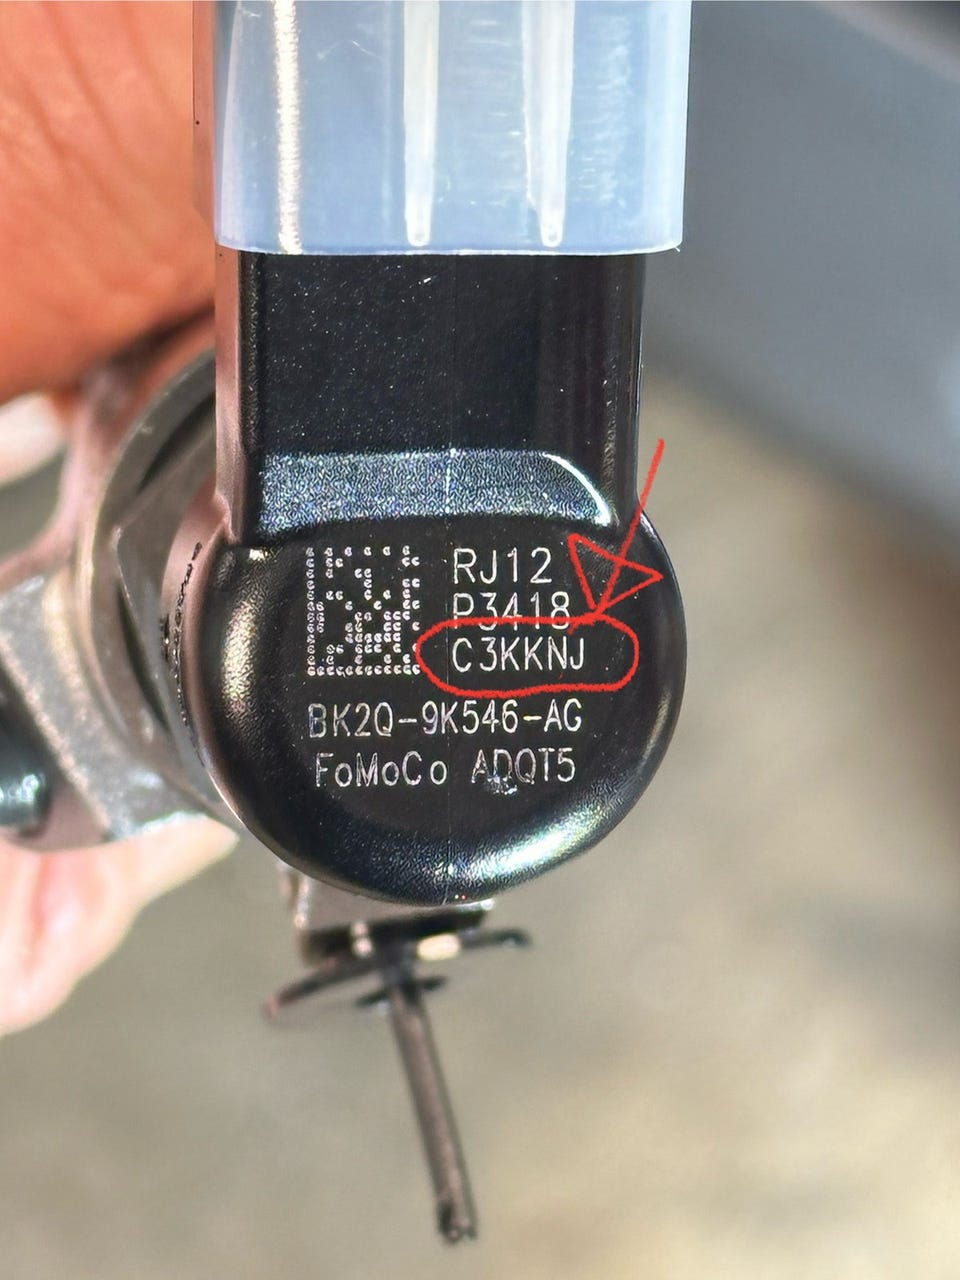 RJ12
P3418
C3KKNJ
BK2Q-9K546-AG
FoMoCo ADQT5